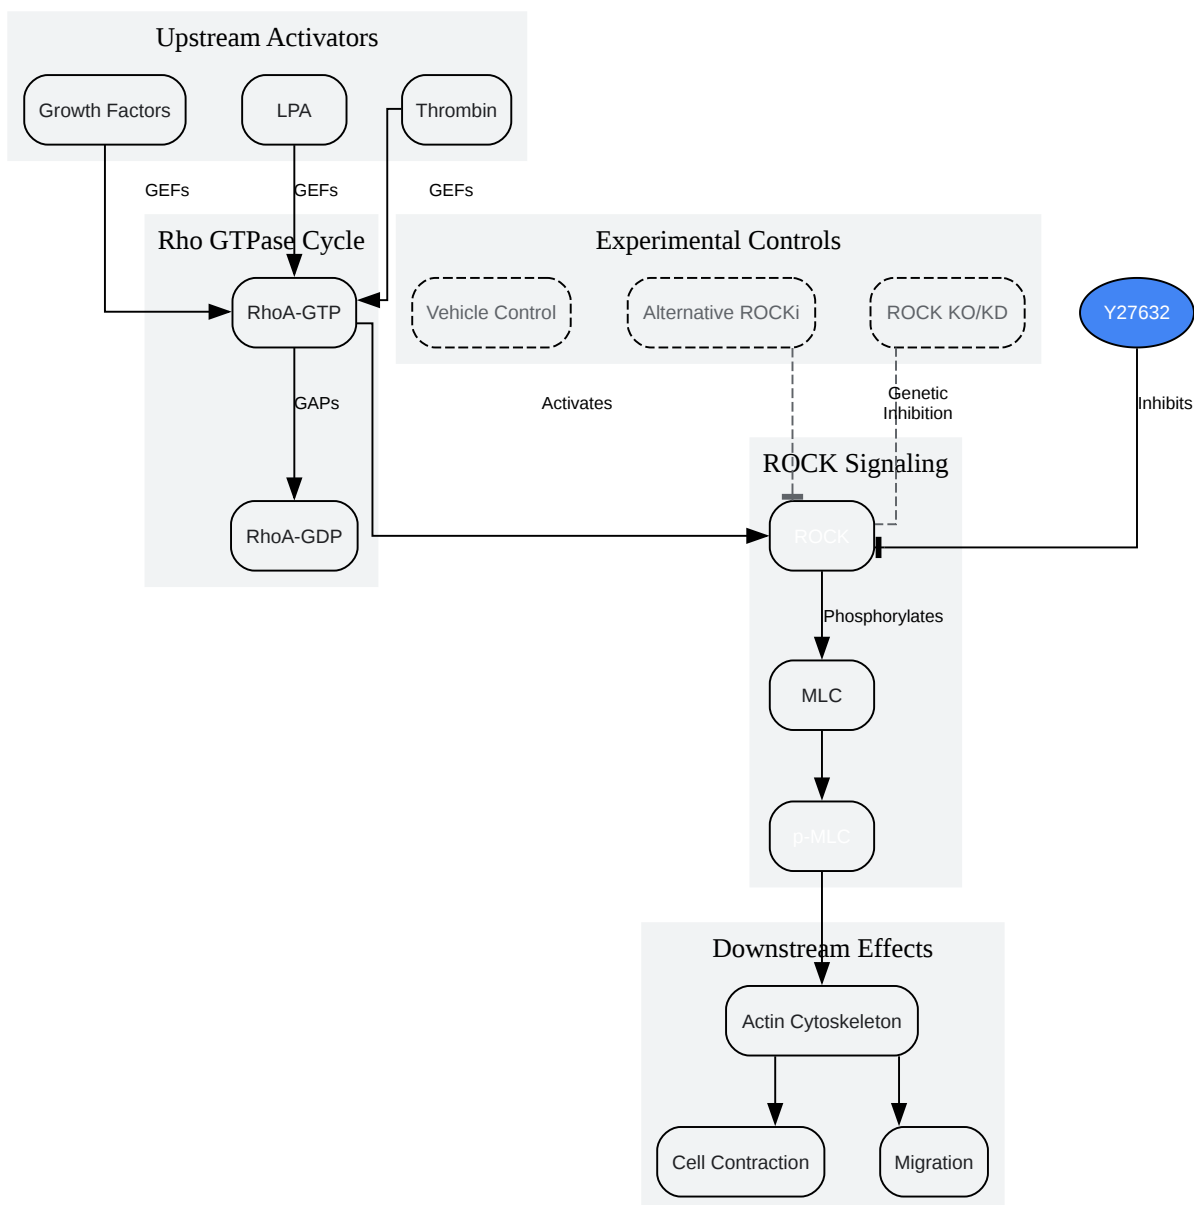 Upstream Activators
Growth Factors
LPA
Thrombin
GEFs
GEFs
GEFs
Rho GTPase Cycle
Experimental Controls
RhoA-GTP
Vehicle Control
Alternative ROCKi
ROCK KO/KD
Y27632
GAPs
Activates
Genetic
Inhibition
Inhibits
ROCK Signaling
RhoA-GDP
ROCK
Phosphorylates
MLC
p-MLC
Downstream Effects
Actin Cytoskeleton
Cell Contraction
Migration